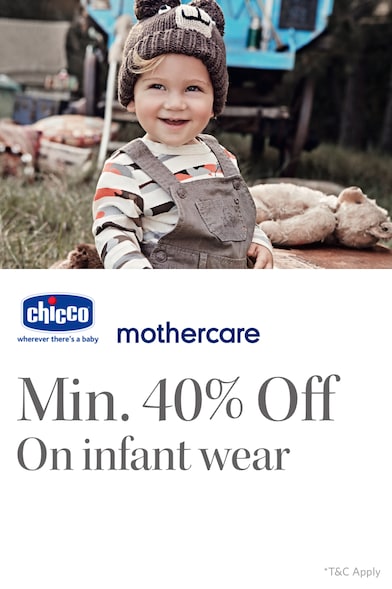 chicco
wherever there's a baby
mothercare
Min. 40% Off
On infant wear
*T&C Apply